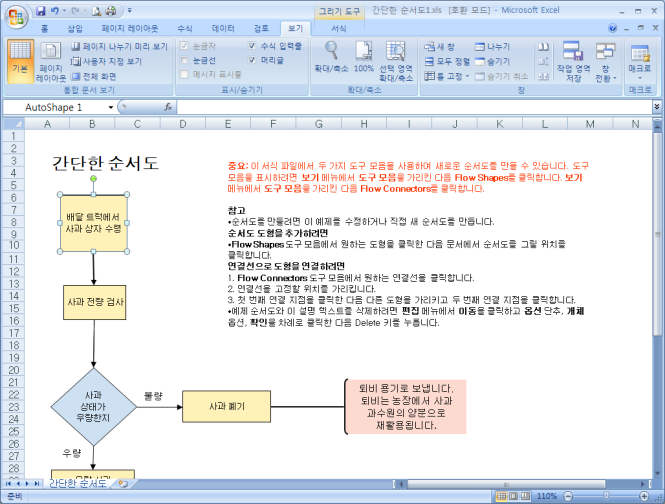 그리기 도구
간단한 순서도1.xls [호환 모드] - Microsoft Excel
홈 삽입 페이지 레이아웃 수식 데이터 검토 보기 서식
기본
페이지 레이아웃
페이지 나누기 미리 보기
사용자 지정 보기
전체 화면
통합 문서 보기
눈금자
눈금선
메시지 표시줄
수식 입력줄
머리글
표시/숨기기
확대/축소
100%
선택 영역 확대/축소
확대/축소
새 창
모두 정렬
틀 고정
나누기
숨기기
숨기기 취소
작업 영역 저장
창 전환
창
매크로
매크로
AutoShape 1
fx
A B C D E F G H I J K L M N
1
2
3
4
5
6
7
8
9
10
11
12
13
14
15
16
17
18
19
20
21
22
23
24
25
26
27
28
간단한 순서도
배달 트럭에서
사과 상자 수령
사과 전량 검사
사과
상태가
우량한지
불량
우량
사과 폐기
퇴비 용기로 보냅니다.
퇴비는 농장에서 사과
과수원의 양분으로
재활용됩니다.
중요: 이 서식 파일에서 두 가지 도구 모음을 사용하여 새로운 순서도를 만들 수 있습니다. 도구
모음을 표시하려면 보기 메뉴에서 도구 모음을 가리킨 다음 Flow Shapes를 클릭합니다. 보기
메뉴에서 도구 모음을 가리킨 다음 Flow Connectors를 클릭합니다.
참고
•순서도를 만들려면 이 예제를 수정하거나 직접 새 순서도를 만듭니다.
순서도 도형을 추가하려면
•Flow Shapes 도구 모음에서 원하는 도형을 클릭한 다음 문서에서 순서도를 그릴 위치를
클릭합니다.
연결선으로 도형을 연결하려면
1. Flow Connectors 도구 모음에서 원하는 연결선을 클릭합니다.
2. 연결선을 고정할 위치를 가리킵니다.
3. 첫 번째 연결 지점을 클릭한 다음 다른 도형을 가리키고 두 번째 연결 지점을 클릭합니다.
•예제 순서도와 이 설명 텍스트를 삭제하려면 편집 메뉴에서 이동을 클릭하고 옵션 단추, 개체
옵션, 확인을 차례로 클릭한 다음 Delete 키를 누릅니다.
간단한 순서도
준비
110%